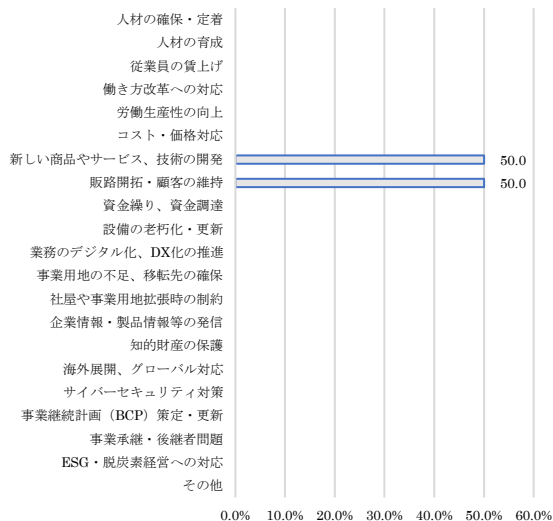 人材の確保・定着
人材の育成
従業員の賃上げ
働き方改革への対応
労働生産性の向上
コスト・価格対応
新しい商品やサービス、技術の開発 50.0
販路開拓・顧客の維持 50.0
資金繰り、資金調達
設備の老朽化・更新
業務のデジタル化、DX化の推進
事業用地の不足、移転先の確保
社屋や事業用地拡張時の制約
企業情報・製品情報等の発信
知的財産の保護
海外展開、グローバル対応
サイバーセキュリティ対策
事業継続計画（BCP）策定・更新
事業承継・後継者問題
ESG・脱炭素経営への対応
その他
0.0% 10.0% 20.0% 30.0% 40.0% 50.0% 60.0%